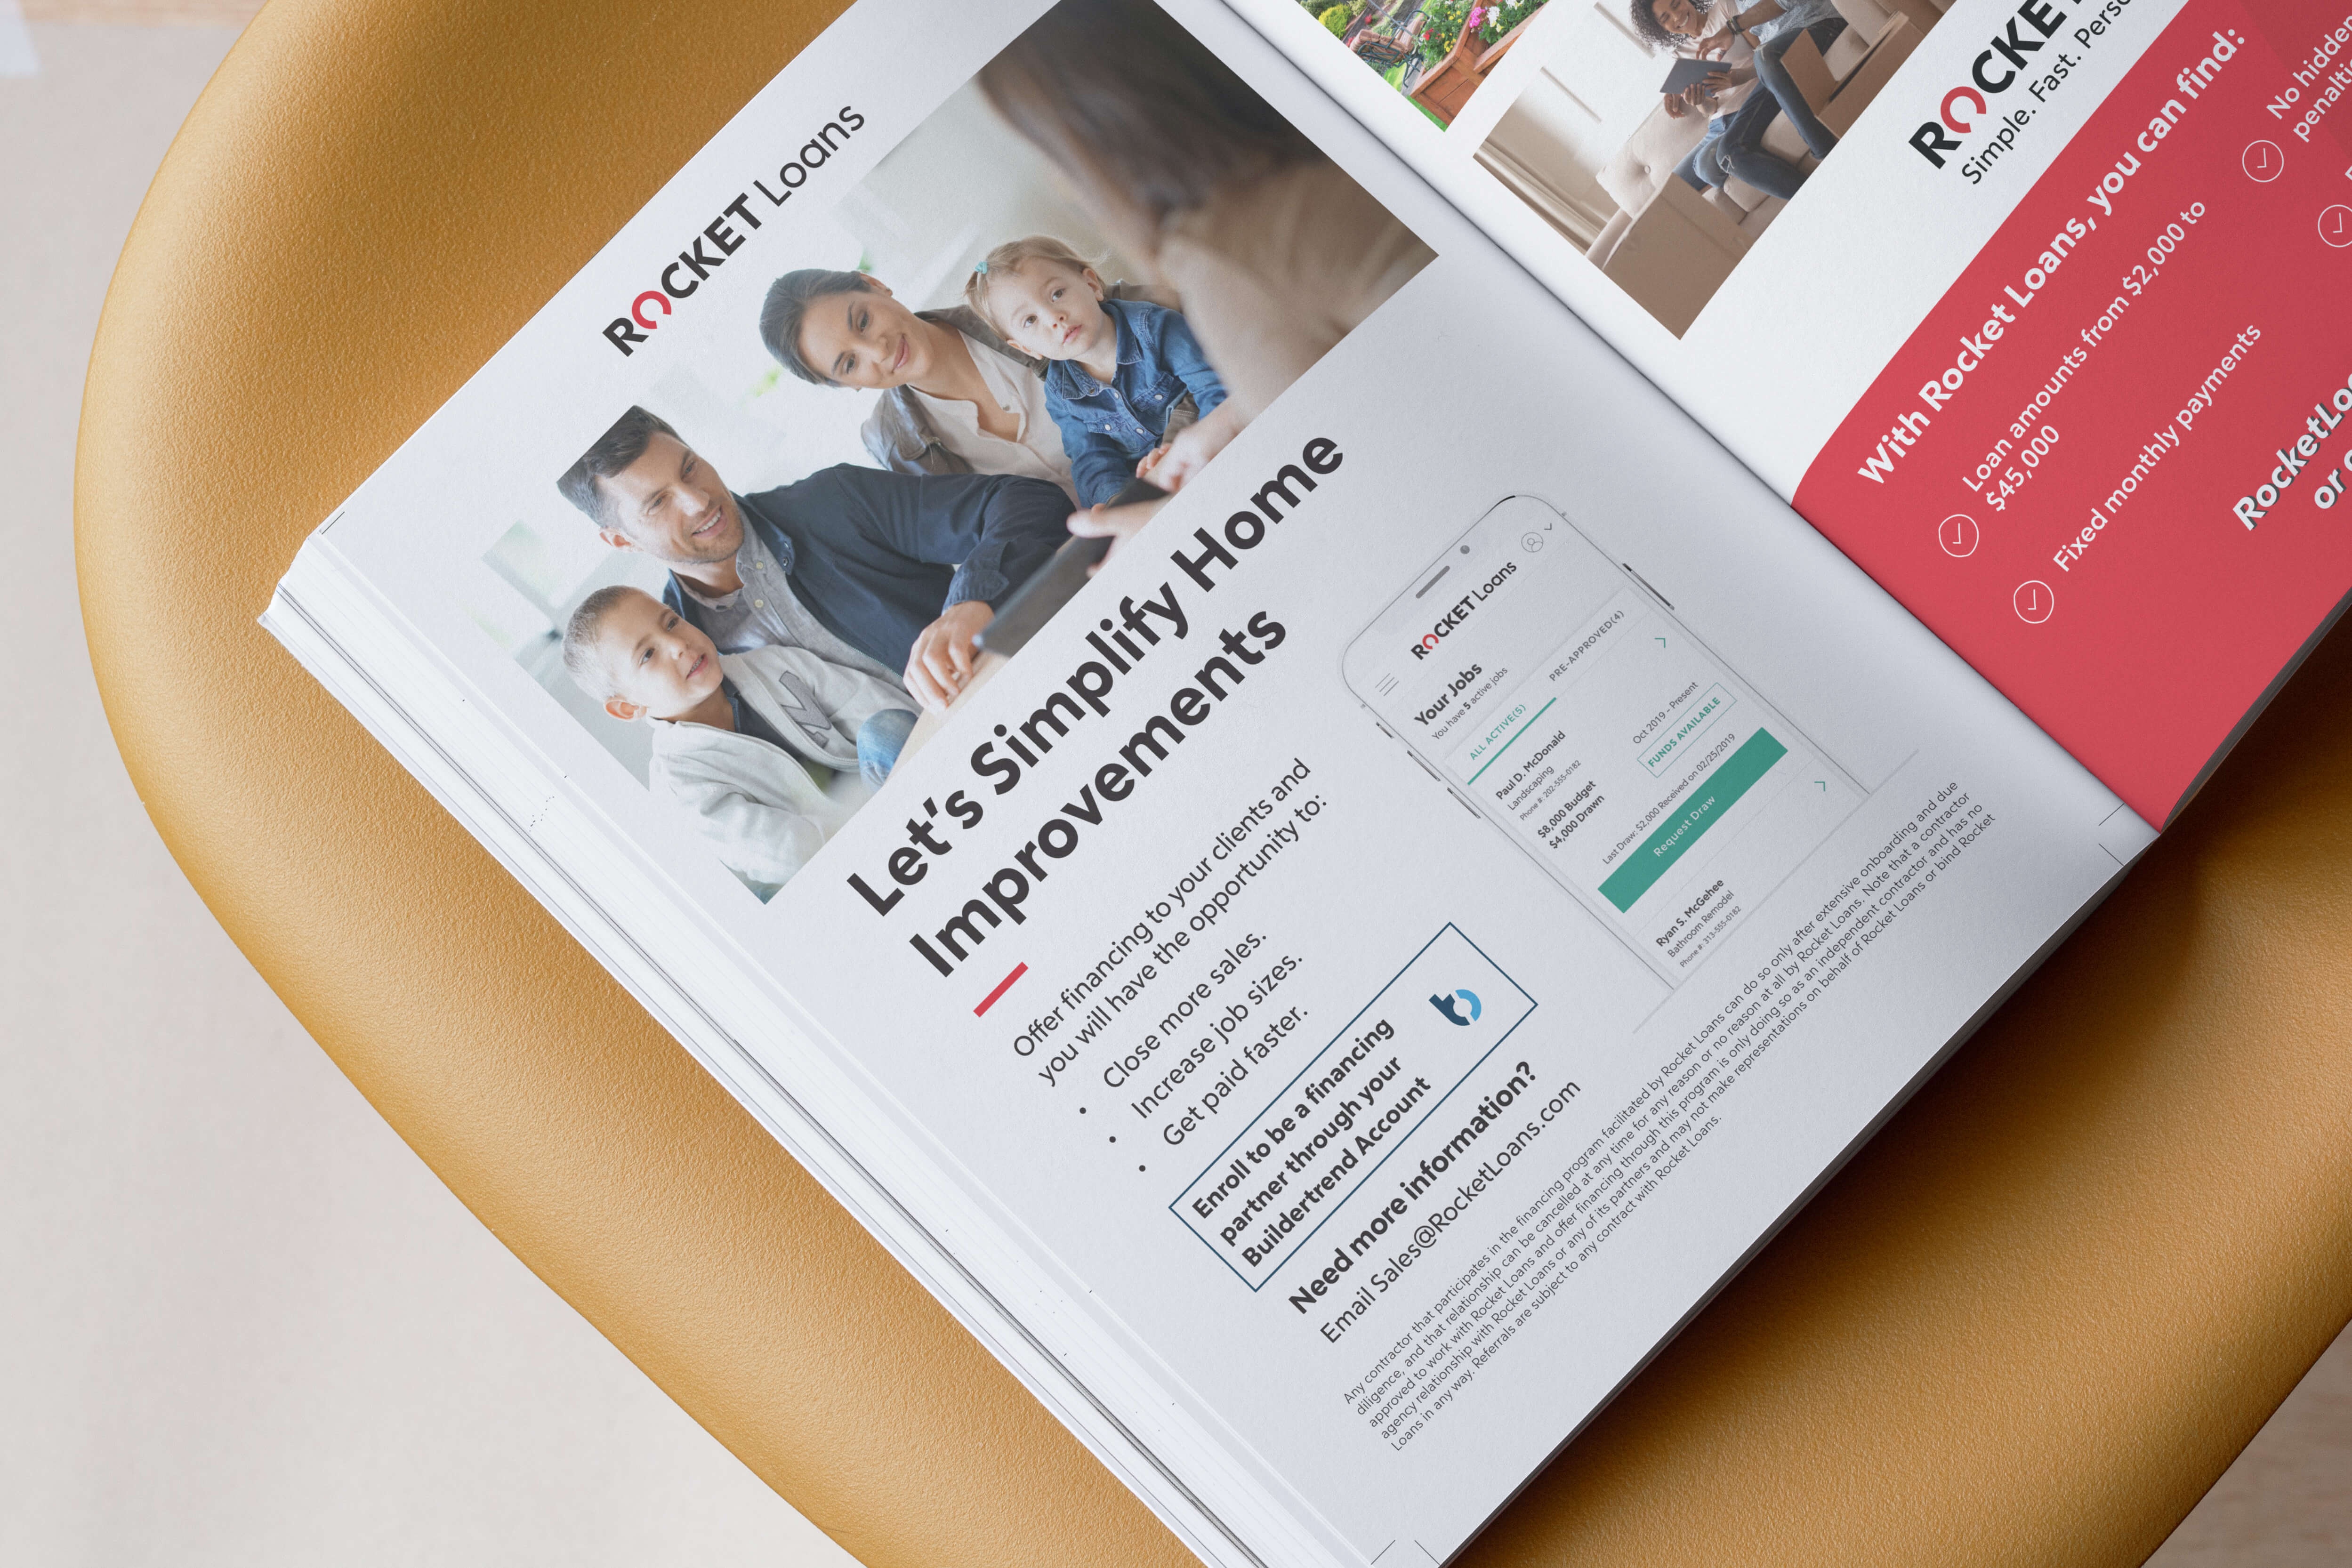 ROCKET Loans
Let's Simplify Home
Improvements
Offer financing to your clients and
you will have the opportunity to:
• Close more sales.
• Increase job sizes.
• Get paid faster.
Enroll to be a financing
partner through your
Buildertrend Account
Need more information?
Email Sales@RocketLoans.com
ROCKET Loans
Your Jobs
You have 5 active jobs
ALL ACTIVE(5)
PRE-APPROVED(4)
Paul D. McDonald
Landscaping
Phone #: 202-555-0182
Oct 2019 - Present
FUNDS AVAILABLE
$8,000 Budget
$4,000 Drawn
Last Draw: $2,000 Received on 02/25/2019
Request Draw
Ryan S. McGehee
Bathroom Remodel
Phone #: 313-555-0182
Any contractor that participates in the financing program facilitated by Rocket Loans can do so only after extensive onboarding and due
diligence, and that relationship can be cancelled at any time for any reason or no reason at all by Rocket Loans. Note that a contractor
approved to work with Rocket Loans and offer financing through this program is only doing so as an independent contractor and has no
agency relationship with Rocket Loans or any of its partners and may not make representations on behalf of Rocket Loans or bind Rocket
Loans in any way. Referrals are subject to any contract with Rocket Loans.
ROCKET
Simple. Fast.
With Rocket Loans, you can find:
Loan amounts from $2,000 to
$45,000
Fixed monthly payments
No hidden
or